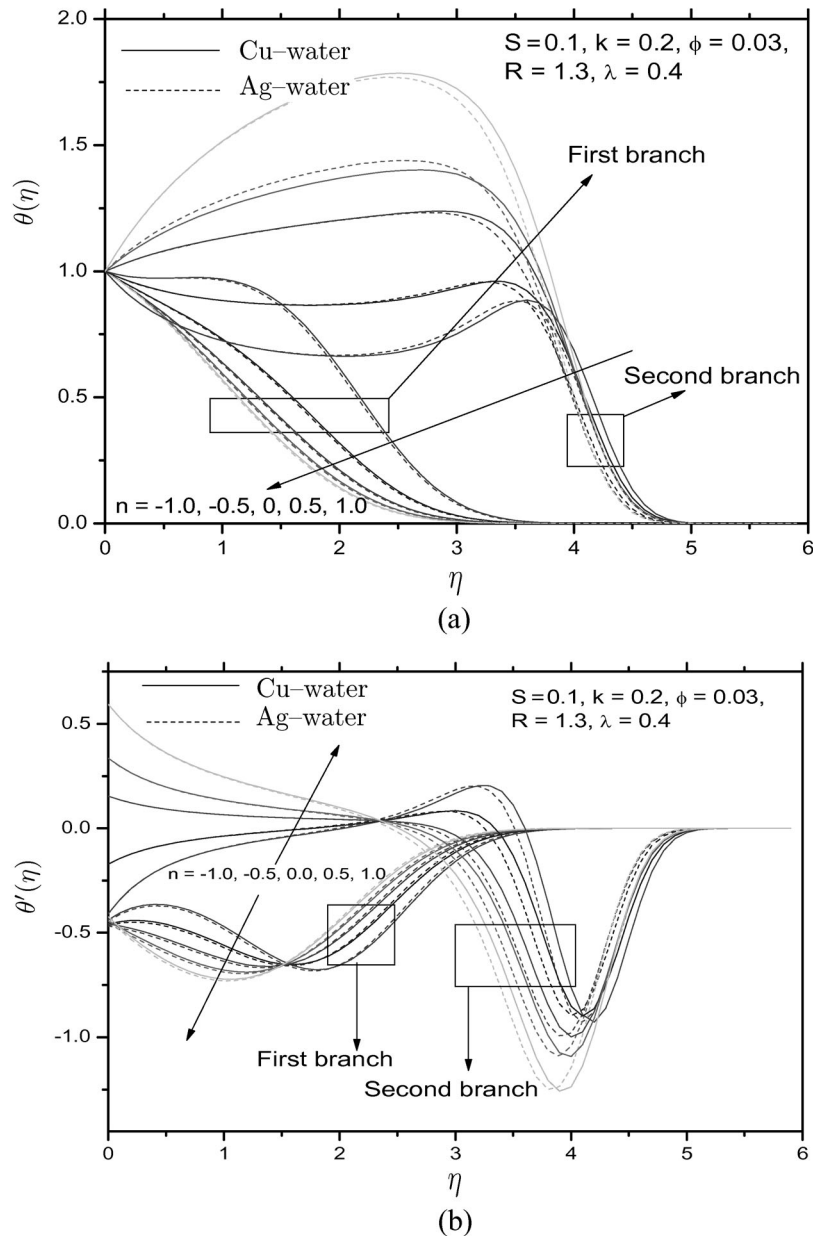 2.0
Cu–water
Ag–water
S = 0.1, k = 0.2, ϕ = 0.03,
R = 1.3, λ = 0.4
1.5
First branch
θ(η)
1.0
Second branch
0.5
n = -1.0, -0.5, 0, 0.5, 1.0
0.0
0 1 2 3 4 5 6
η
(a)
Cu–water
Ag–water
S = 0.1, k = 0.2, ϕ = 0.03,
R = 1.3, λ = 0.4
0.5
0.0
θ'(η)
n = -1.0, -0.5, 0.0, 0.5, 1.0
-0.5
-1.0
First branch
Second branch
0 1 2 3 4 5 6
η
(b)